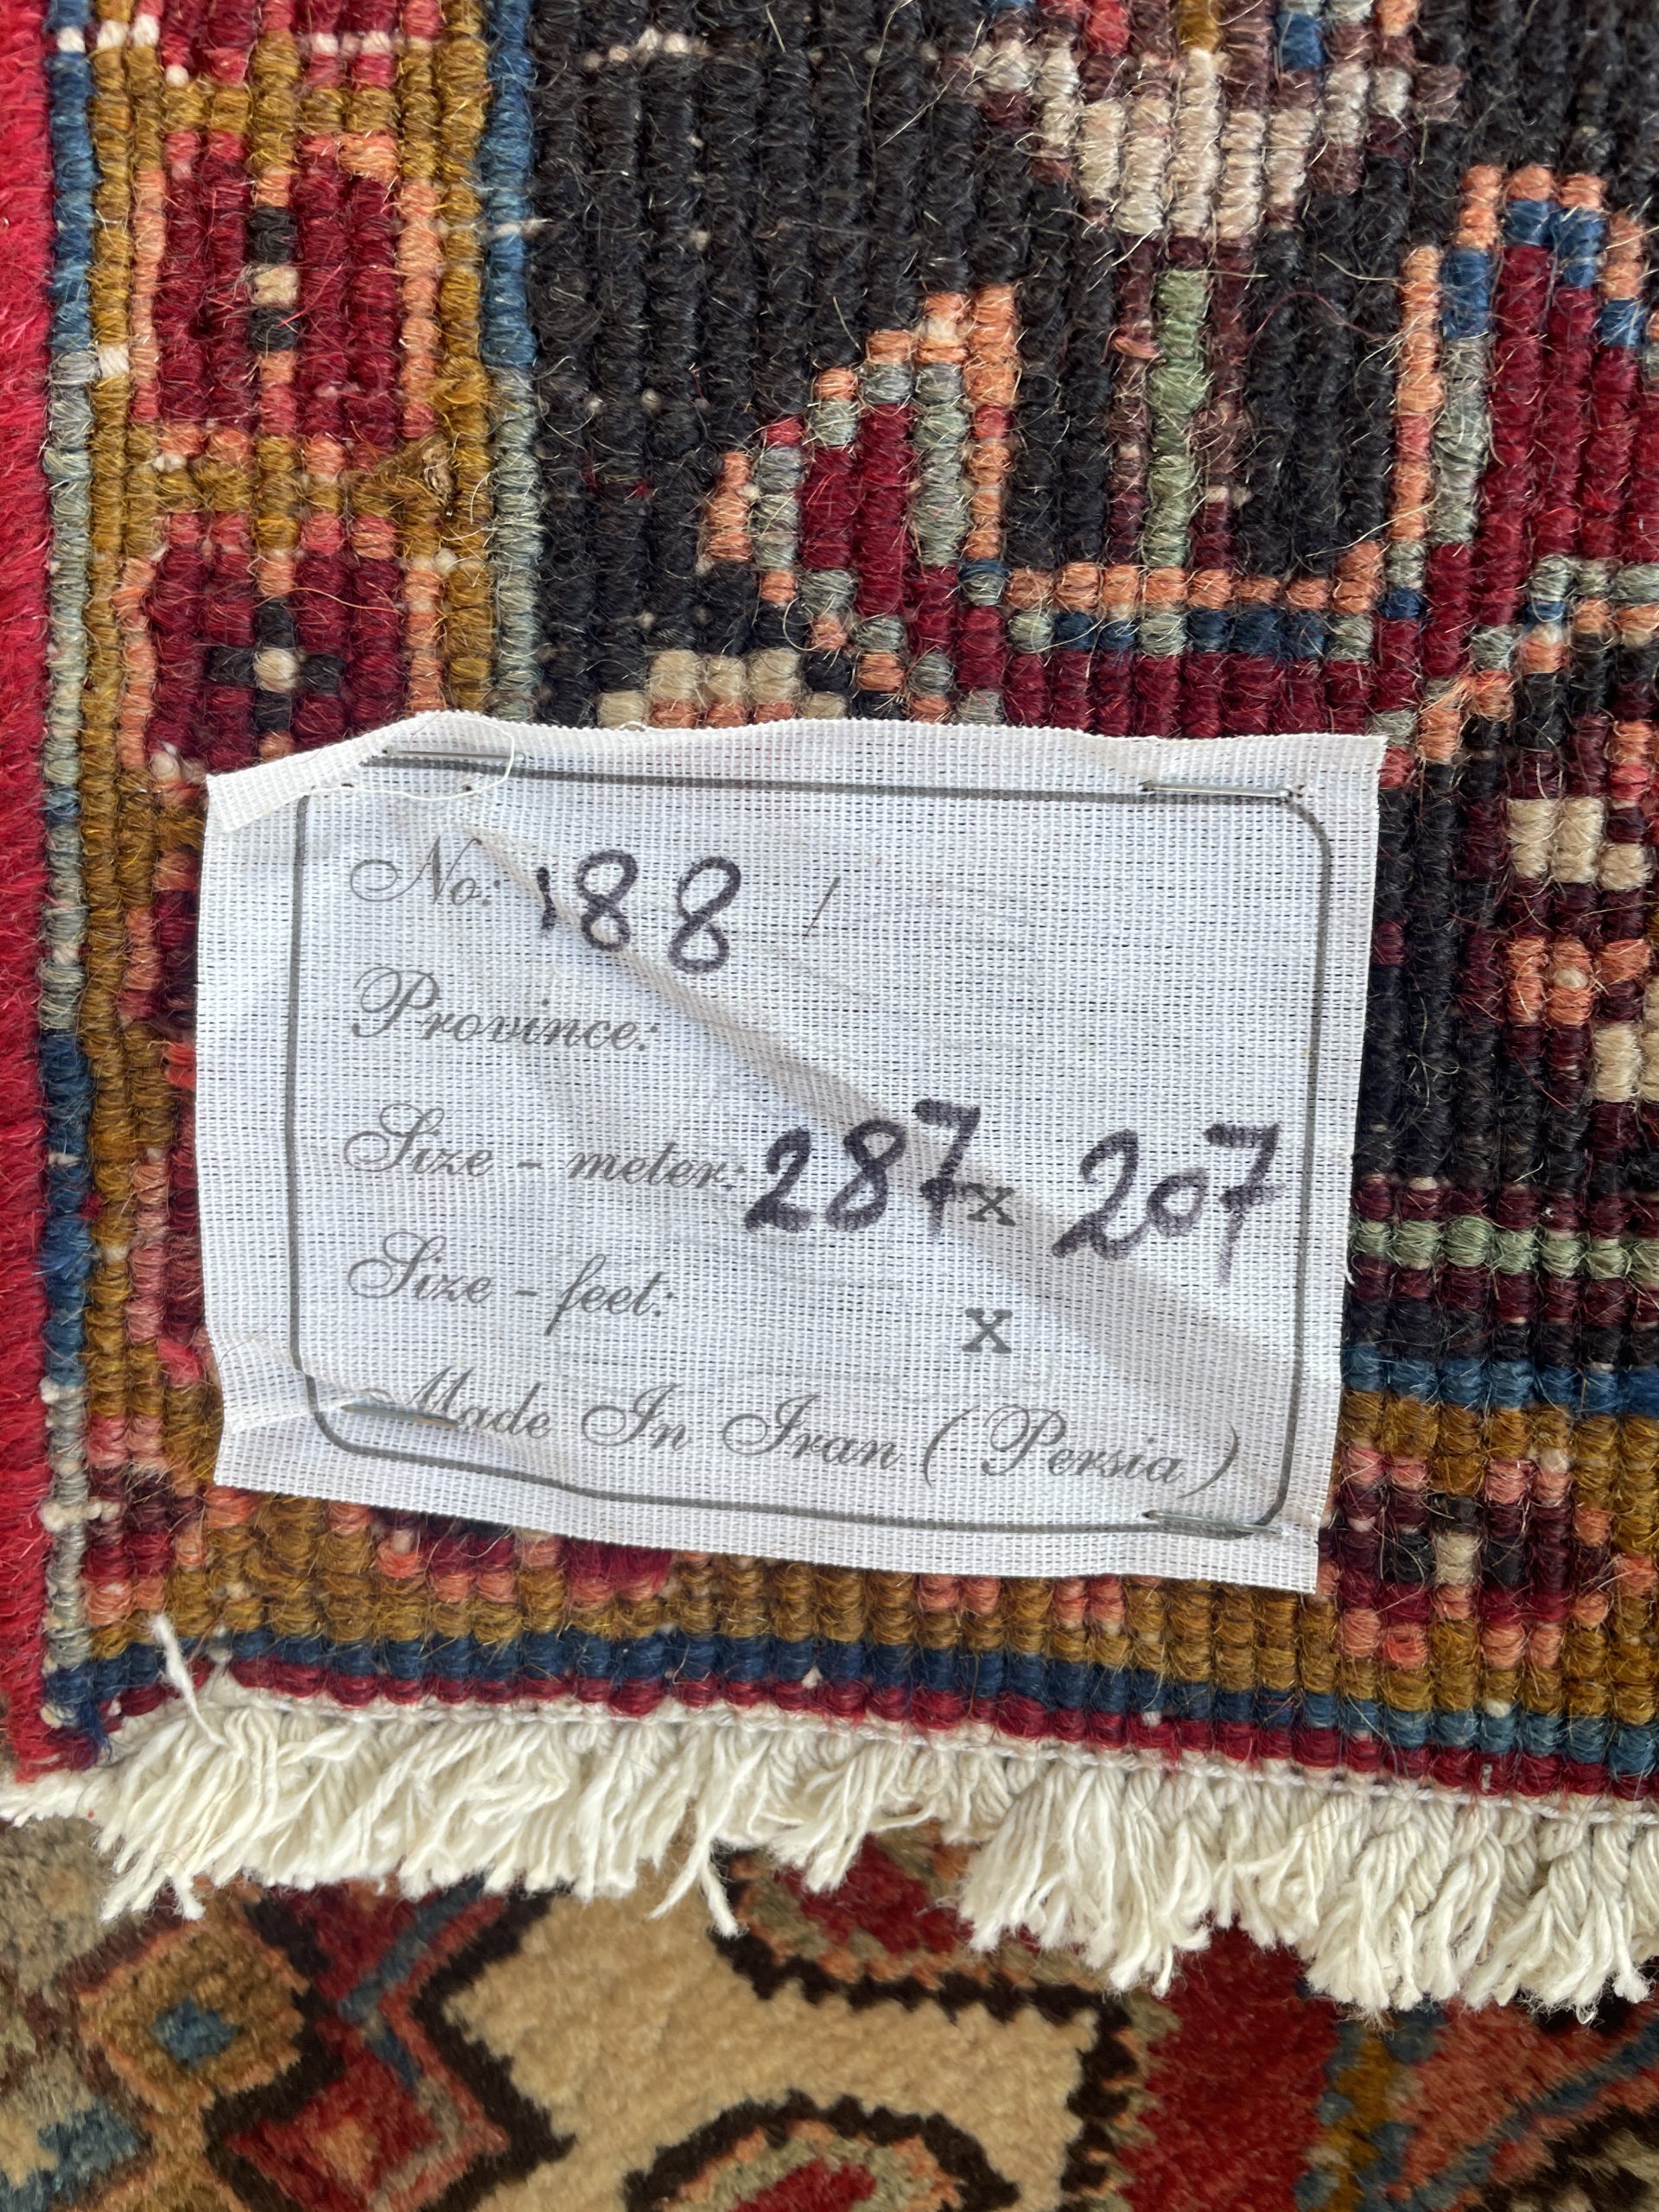 No: 188 /
Province:
Size - meter: 287 x 207
Size - feet: x
Made In Iran (Persia)